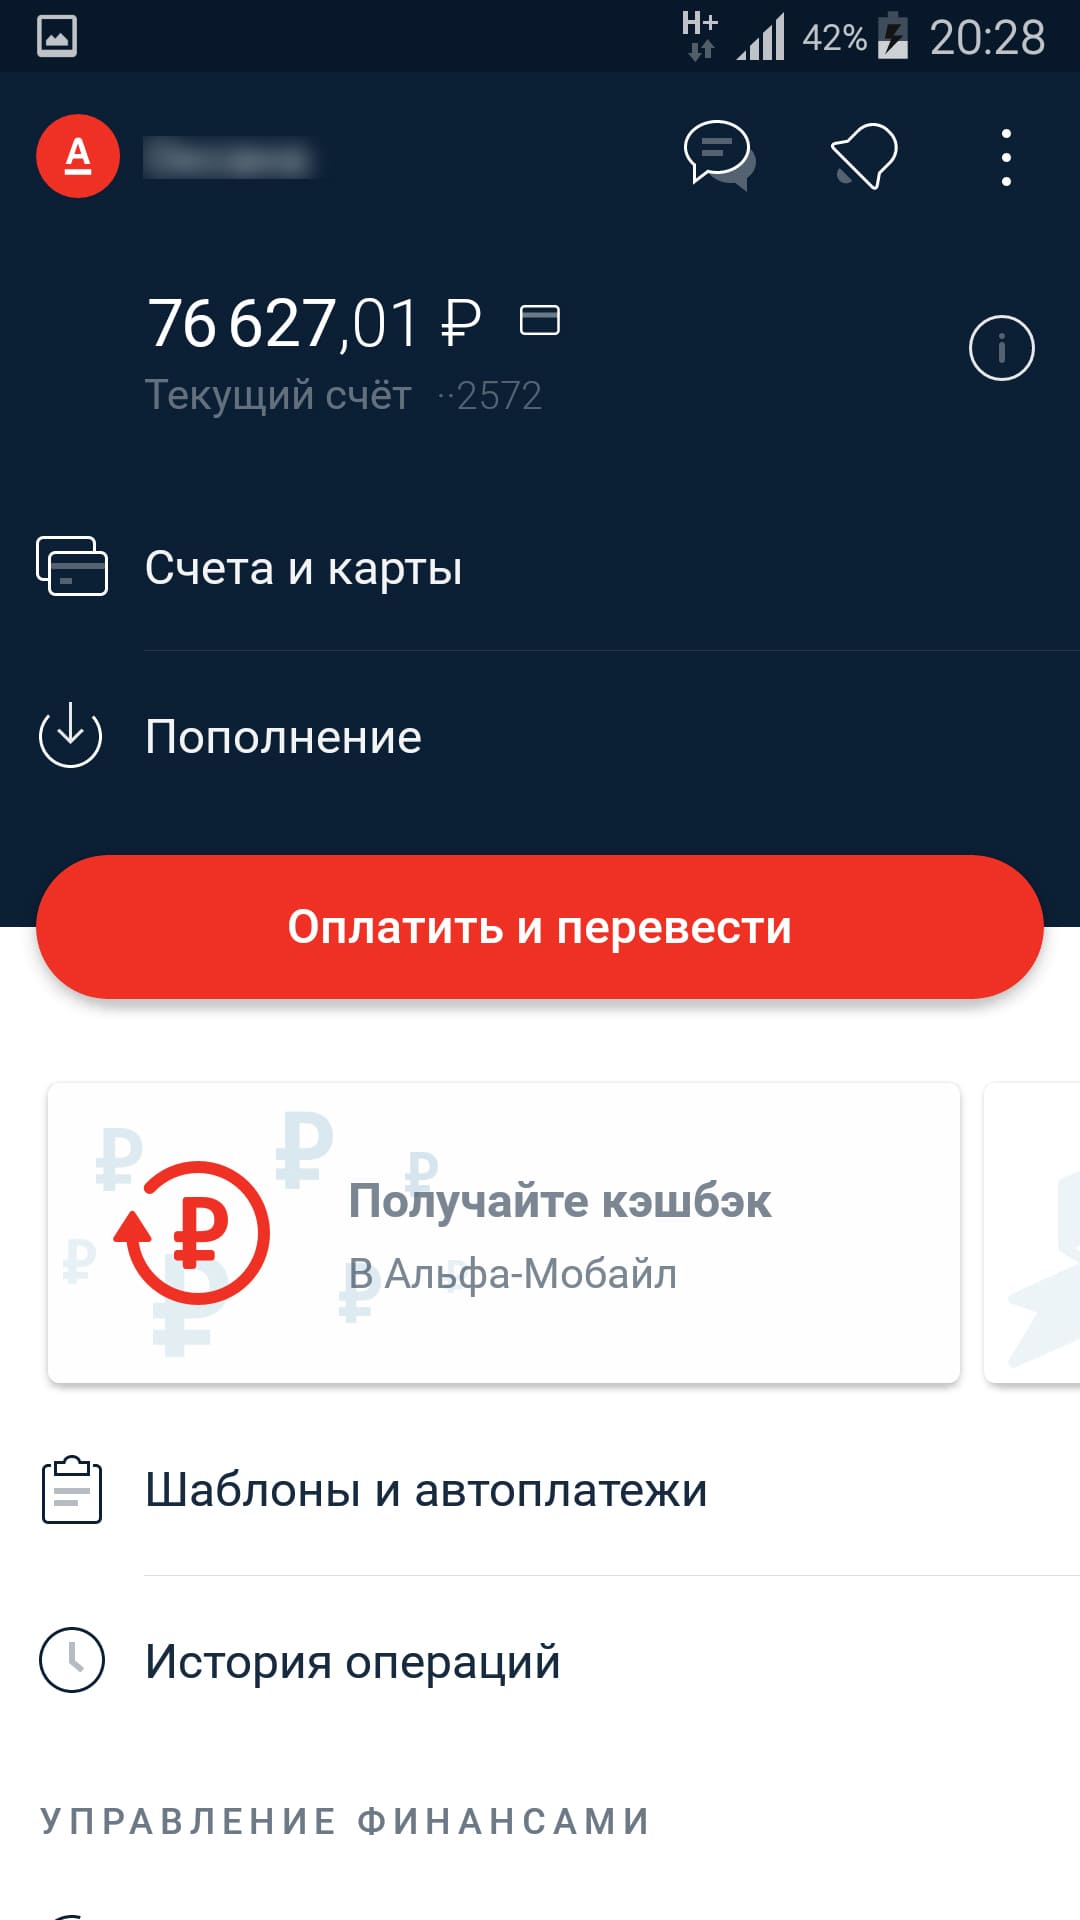 H+ 42% 20:28
А
76 627,01 ₽
Текущий счёт ··2572
Счета и карты
Пополнение
Оплатить и перевести
Получайте кэшбэк
В Альфа-Мобайл
Шаблоны и автоплатежи
История операций
УПРАВЛЕНИЕ ФИНАНСАМИ